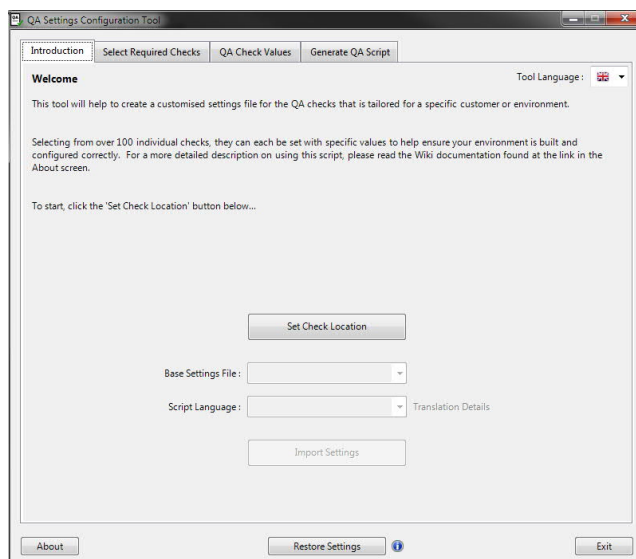 QA Settings Configuration Tool
Introduction
Select Required Checks
QA Check Values
Generate QA Script
Welcome
Tool Language :
This tool will help to create a customised settings file for the QA checks that is tailored for a specific customer or environment.
Selecting from over 100 individual checks, they can each be set with specific values to help ensure your environment is built and
configured correctly. For a more detailed description on using this script, please read the Wiki documentation found at the link in the
About screen.
To start, click the 'Set Check Location' button below...
Set Check Location
Base Settings File :
Script Language :
Translation Details
Import Settings
About
Restore Settings
Exit